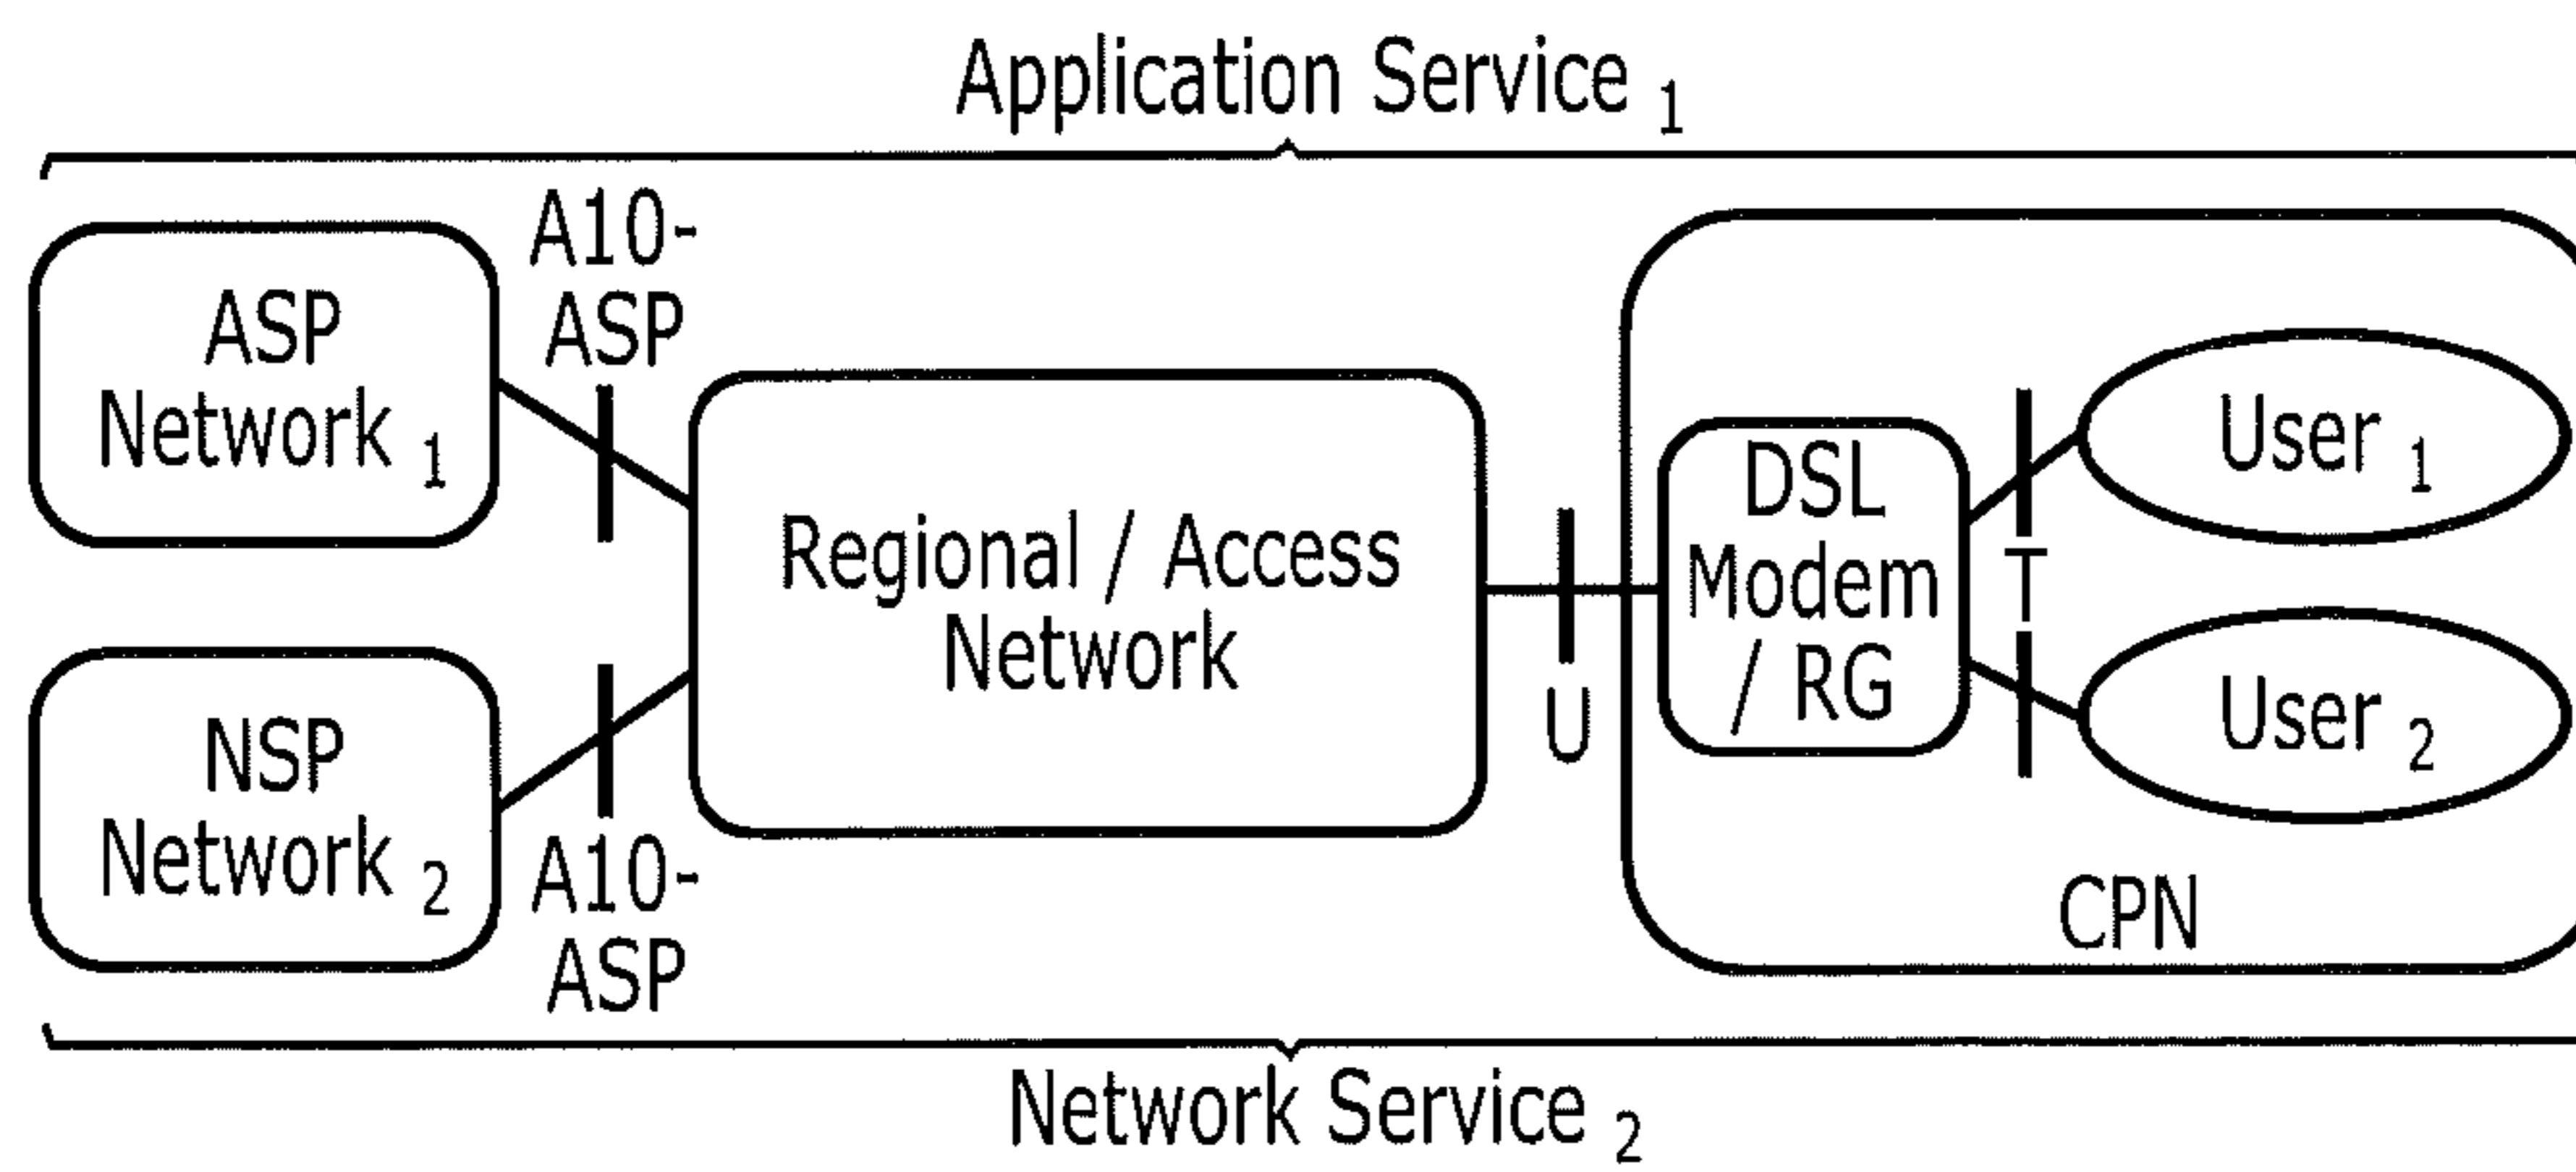 Application Service 1
A10-
ASP
ASP
Network 1
Regional / Access
Network
NSP
Network 2
A10-
ASP
U
DSL
Modem
/ RG
T
User 1
User 2
CPN
Network Service 2